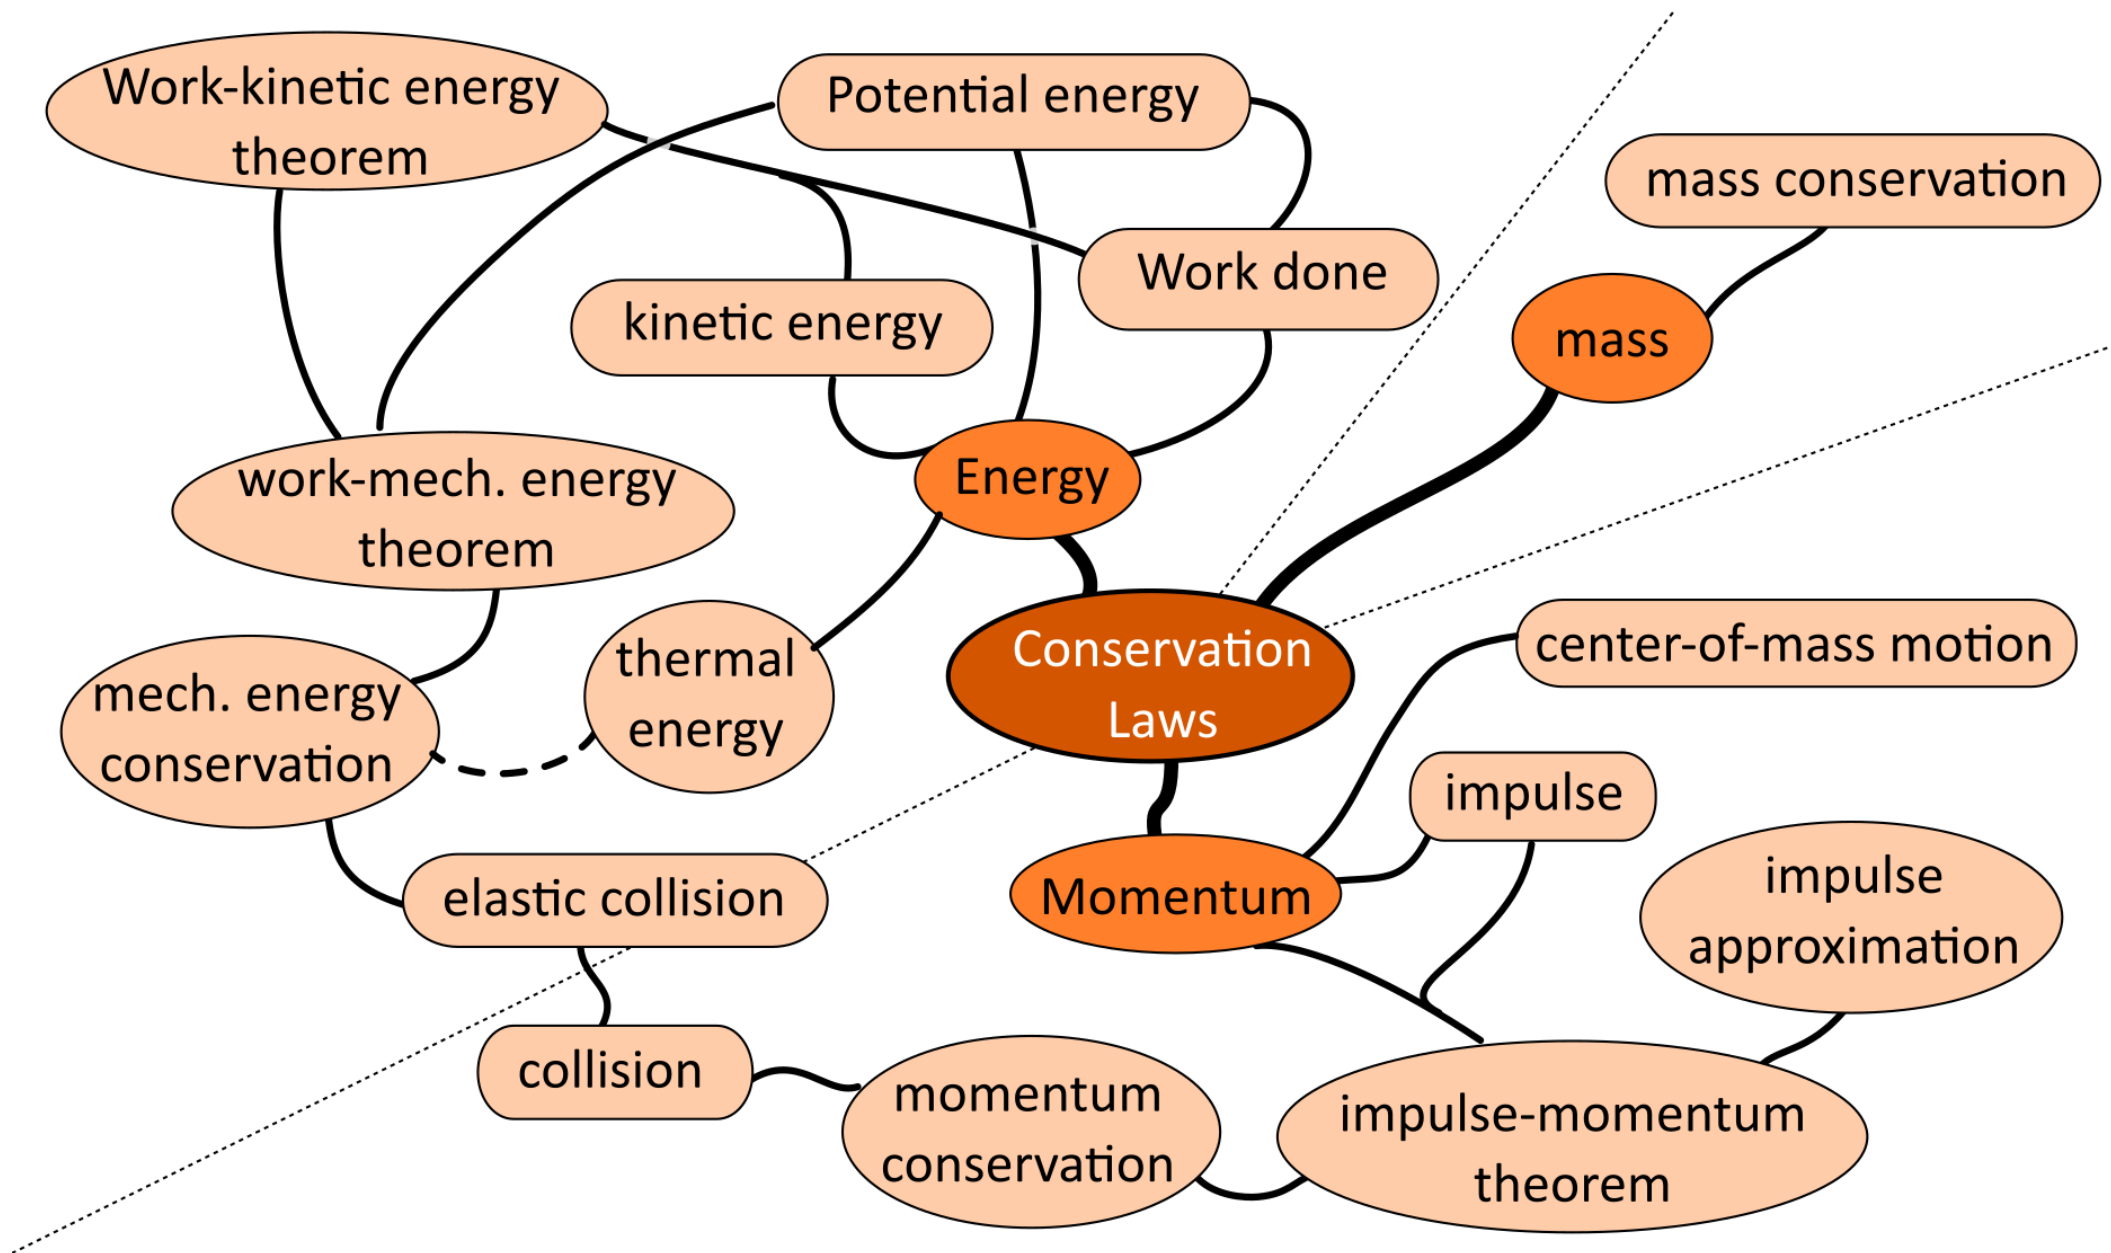 Work-kinetic energy
theorem
Potential energy
mass conservation
Work done
kinetic energy
mass
Energy
work-mech. energy
theorem
Conservation
Laws
center-of-mass motion
thermal
energy
mech. energy
conservation
impulse
elastic collision
Momentum
impulse
approximation
collision
momentum
conservation
impulse-momentum
theorem